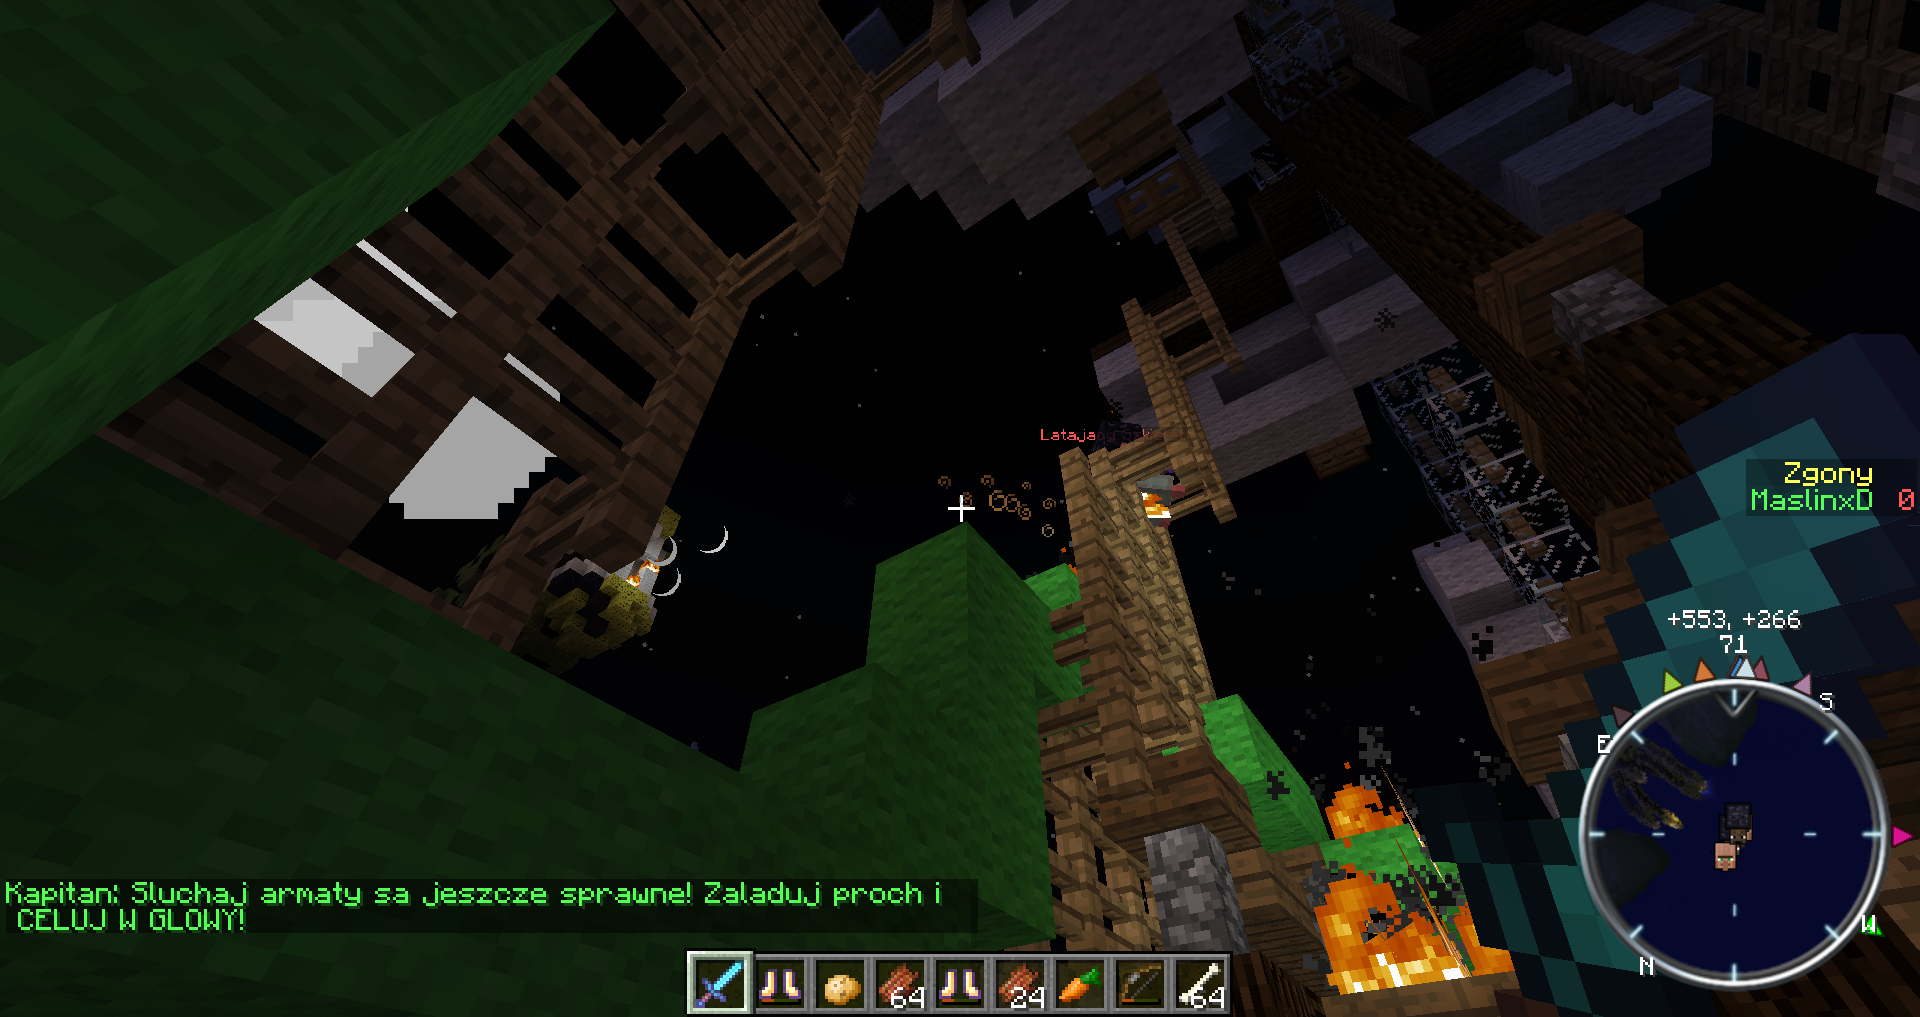 Lataja
Zgony
MaslinxD 0
+553, +266
71
S
E
W
N
Kapitan: Sluchaj armaty sa jeszcze sprawne! Zaladuj proch i
CELUJ W GLOWY!
64
24
64